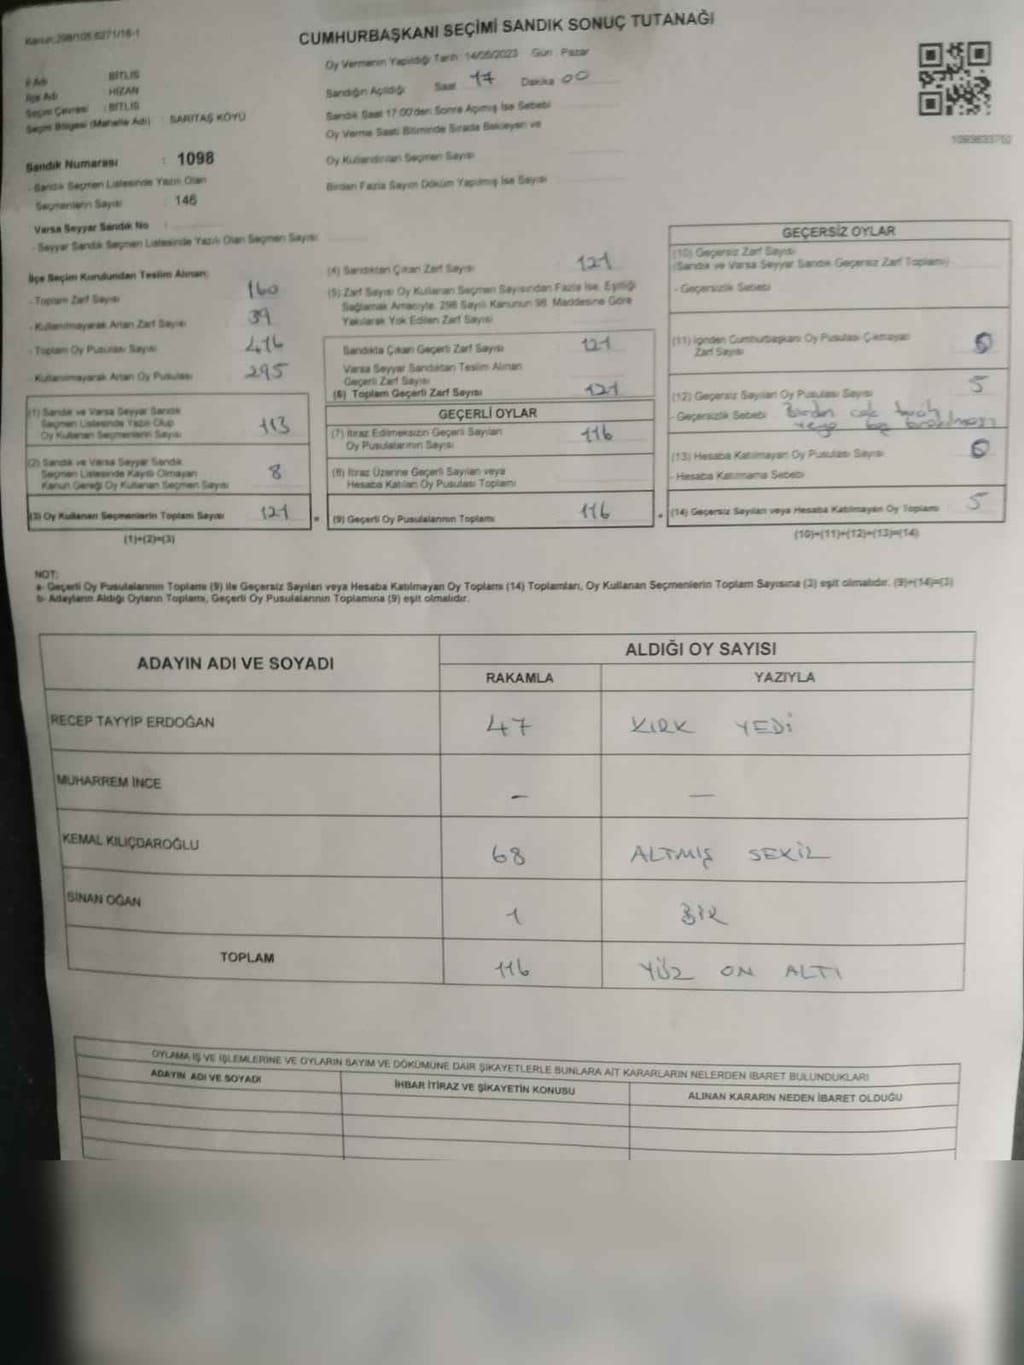 Kanun:298/105.6271/16-1
CUMHURBAŞKANI SEÇİMİ SANDIK SONUÇ TUTANAĞI
Oy Vermenin Yapıldığı Tarih: 14/05/2023 Gün : Pazar
İl Adı : BİTLİS
İlçe Adı : HİZAN
Seçim Çevresi : BİTLİS
Seçim Bölgesi (Mahalle Adı) : SARITAŞ KÖYÜ
Sandığın Açıldığı Saat 17 Dakika 00
Sandık Saat 17:00'den Sonra Açılmış İse Sebebi
Oy Verme Saati Bitiminde Sırada Bekleyen ve
Oy Kullandırılan Seçmen Sayısı
Birden Fazla Sayım Döküm Yapılmış İse Sayısı
Sandık Numarası : 1098
- Sandık Seçmen Listesinde Yazılı Olan
Seçmenlerin Sayısı : 146
Varsa Seyyar Sandık No :
- Seyyar Sandık Seçmen Listesinde Yazılı Olan Seçmen Sayısı:
İlçe Seçim Kurulundan Teslim Alınan:
- Toplam Zarf Sayısı 160
- Kullanılmayarak Artan Zarf Sayısı 39
- Toplam Oy Pusulası Sayısı 416
- Kullanılmayarak Artan Oy Pusulası 295
(1) Sandık ve Varsa Seyyar Sandık
Seçmen Listesinde Yazılı Olup
Oy Kullanan Seçmenlerin Sayısı 113
(2) Sandık ve Varsa Seyyar Sandık
Seçmen Listesinde Kayıtlı Olmayan
Kanun Gereği Oy Kullanan Seçmen Sayısı 8
(3) Oy Kullanan Seçmenlerin Toplam Sayısı 121
(1)+(2)=(3)
(4) Sandıktan Çıkan Zarf Sayısı 121
(5) Zarf Sayısı Oy Kullanan Seçmen Sayısından Fazla İse, Eşitliği
Sağlamak Amacıyla, 298 Sayılı Kanunun 98. Maddesine Göre
Yakılarak Yok Edilen Zarf Sayısı
Sandıkta Çıkan Geçerli Zarf Sayısı 121
Varsa Seyyar Sandıktan Teslim Alınan
Geçerli Zarf Sayısı
(6) Toplam Geçerli Zarf Sayısı 121
GEÇERLİ OYLAR
(7) İtiraz Edilmeksizin Geçerli Sayılan
Oy Pusulalarının Sayısı 116
(8) İtiraz Üzerine Geçerli Sayılan veya
Hesaba Katılan Oy Pusulası Toplamı
= (9) Geçerli Oy Pusulalarının Toplamı 116
GEÇERSİZ OYLAR
(10) Geçersiz Zarf Sayısı
(Sandık ve Varsa Seyyar Sandık Geçersiz Zarf Toplamı)
- Geçersizlik Sebebi
(11) İçinden Cumhurbaşkanı Oy Pusulası Çıkmayan
Zarf Sayısı 0
(12) Geçersiz Sayılan Oy Pusulası Sayısı 5
- Geçersizlik Sebebi Birden çok tercih
veya boş bırakılması
(13) Hesaba Katılmayan Oy Pusulası Sayısı 0
- Hesaba Katılmama Sebebi
+ (14) Geçersiz Sayılan veya Hesaba Katılmayan Oy Toplamı 5
(10)+(11)+(12)+(13)=(14)
NOT:
a- Geçerli Oy Pusulalarının Toplamı (9) ile Geçersiz Sayılan veya Hesaba Katılmayan Oy Toplamı (14) Toplamları, Oy Kullanan Seçmenlerin Toplam Sayısına (3) eşit olmalıdır. (9)+(14)=(3)
b- Adayların Aldığı Oyların Toplamı, Geçerli Oy Pusulalarının Toplamına (9) eşit olmalıdır.
ADAYIN ADI VE SOYADI ALDIĞI OY SAYISI
RAKAMLA YAZIYLA
RECEP TAYYİP ERDOĞAN 47 KIRK YEDİ
MUHARREM İNCE - —
KEMAL KILIÇDAROĞLU 68 ALTMIŞ SEKİZ
SİNAN OĞAN 1 BİR
TOPLAM 116 YÜZ ON ALTI
OYLAMA İŞ VE İŞLEMLERİNE VE OYLARIN SAYIM VE DÖKÜMÜNE DAİR ŞİKAYETLERLE BUNLARA AİT KARARLARIN NELERDEN İBARET BULUNDUKLARI
ADAYIN ADI VE SOYADI İHBAR İTİRAZ VE ŞİKAYETİN KONUSU ALINAN KARARIN NEDEN İBARET OLDUĞU